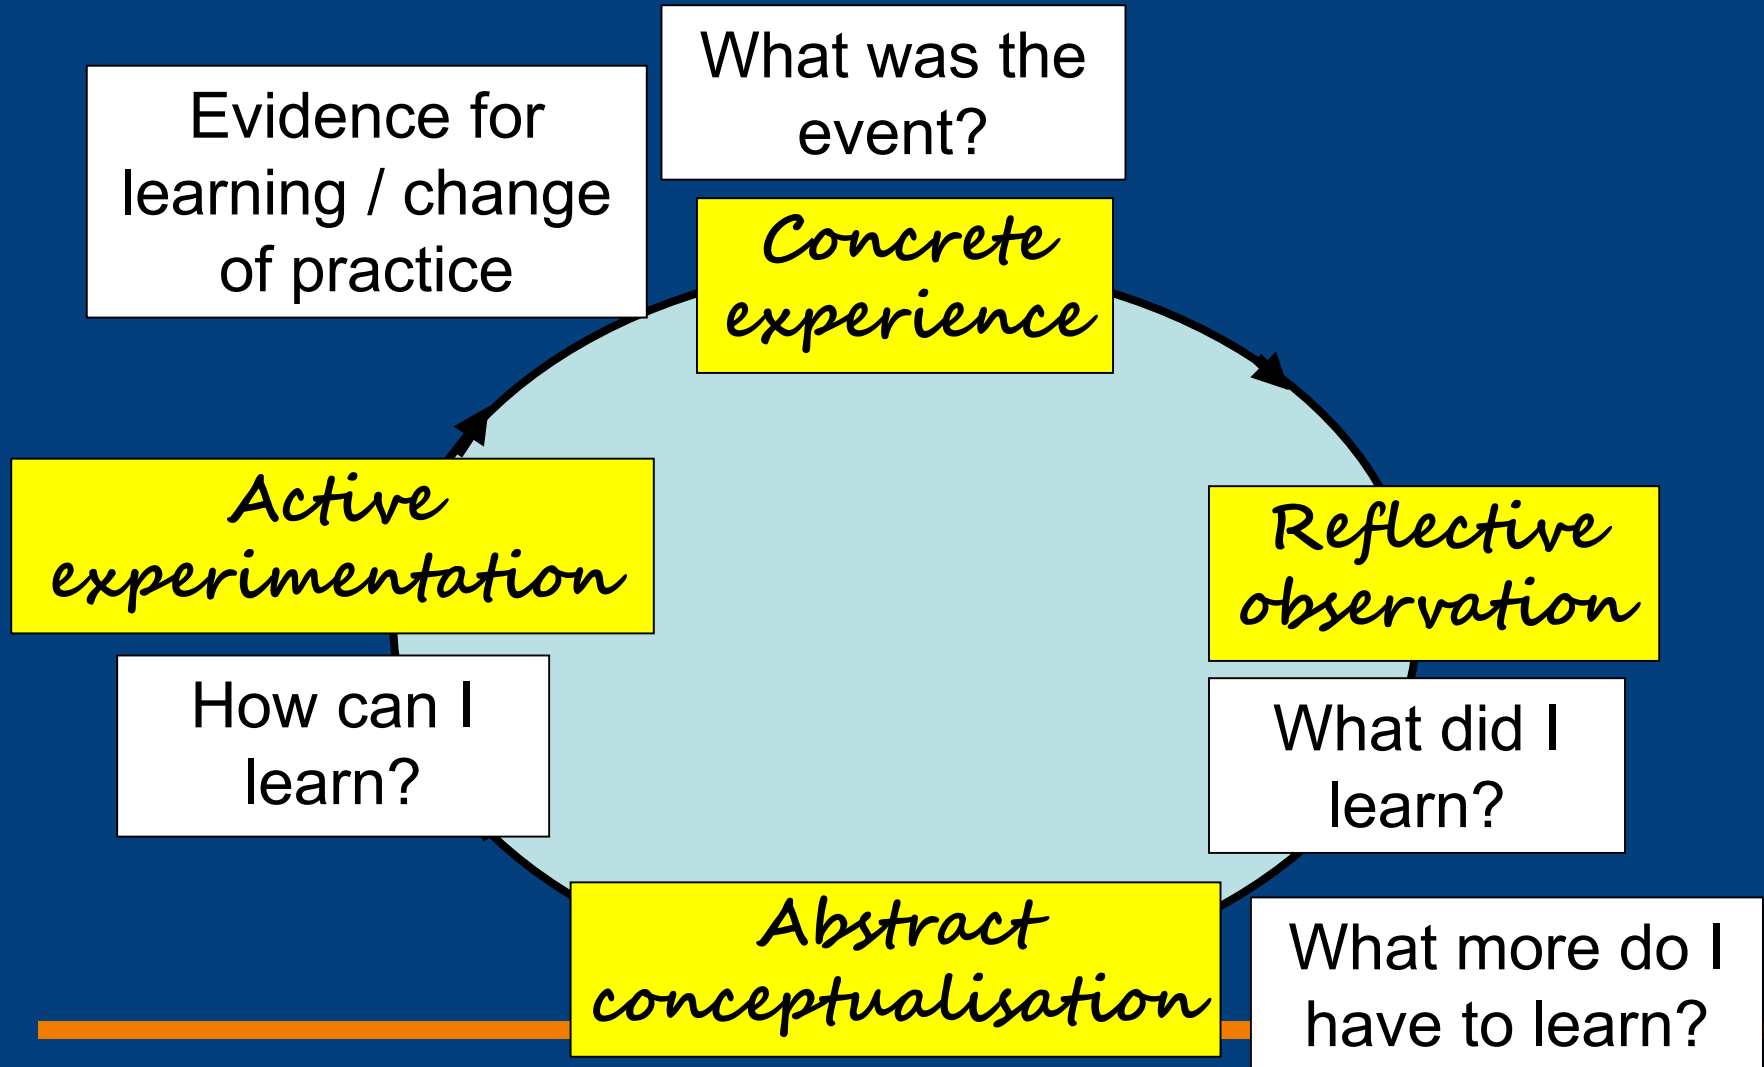 What was the
event?
Evidence for
learning / change
of practice
Concrete
experience
Active
experimentation
Reflective
observation
How can I
learn?
What did I
learn?
Abstract
conceptualisation
What more do I
have to learn?